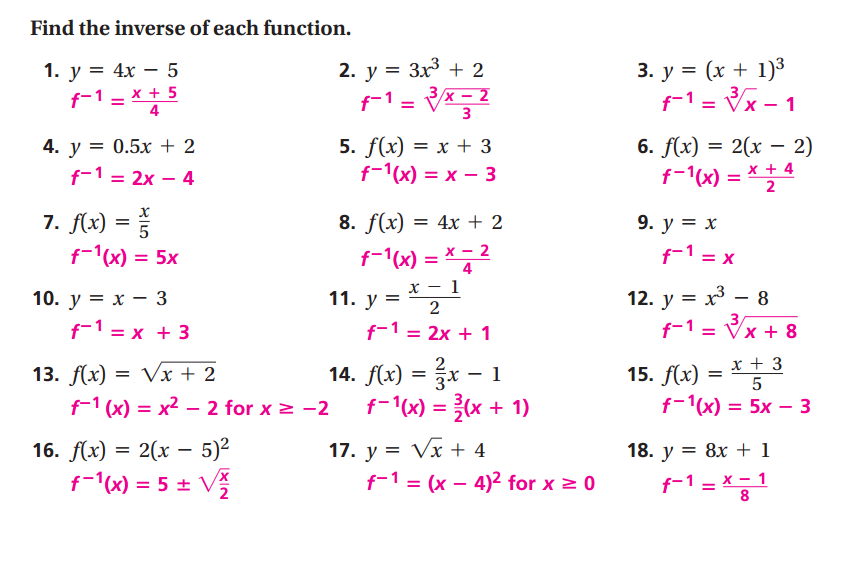 Find the inverse of each function.
1. y = 4x − 5 2. y = 3x³ + 2 3. y = (x + 1)³
f⁻¹ = (x + 5)/4 f⁻¹ = ∛((x − 2)/3) f⁻¹ = ∛x − 1
4. y = 0.5x + 2 5. f(x) = x + 3 6. f(x) = 2(x − 2)
f⁻¹ = 2x − 4 f⁻¹(x) = x − 3 f⁻¹(x) = (x + 4)/2
7. f(x) = x/5 8. f(x) = 4x + 2 9. y = x
f⁻¹(x) = 5x f⁻¹(x) = (x − 2)/4 f⁻¹ = x
10. y = x − 3 11. y = (x − 1)/2 12. y = x³ − 8
f⁻¹ = x + 3 f⁻¹ = 2x + 1 f⁻¹ = ∛(x + 8)
13. f(x) = √(x + 2) 14. f(x) = 2/3x − 1 15. f(x) = (x + 3)/5
f⁻¹(x) = x² − 2 for x ≥ −2 f⁻¹(x) = 3/2(x + 1) f⁻¹(x) = 5x − 3
16. f(x) = 2(x − 5)² 17. y = √x + 4 18. y = 8x + 1
f⁻¹(x) = 5 ± √(x/2) f⁻¹ = (x − 4)² for x ≥ 0 f⁻¹ = (x − 1)/8